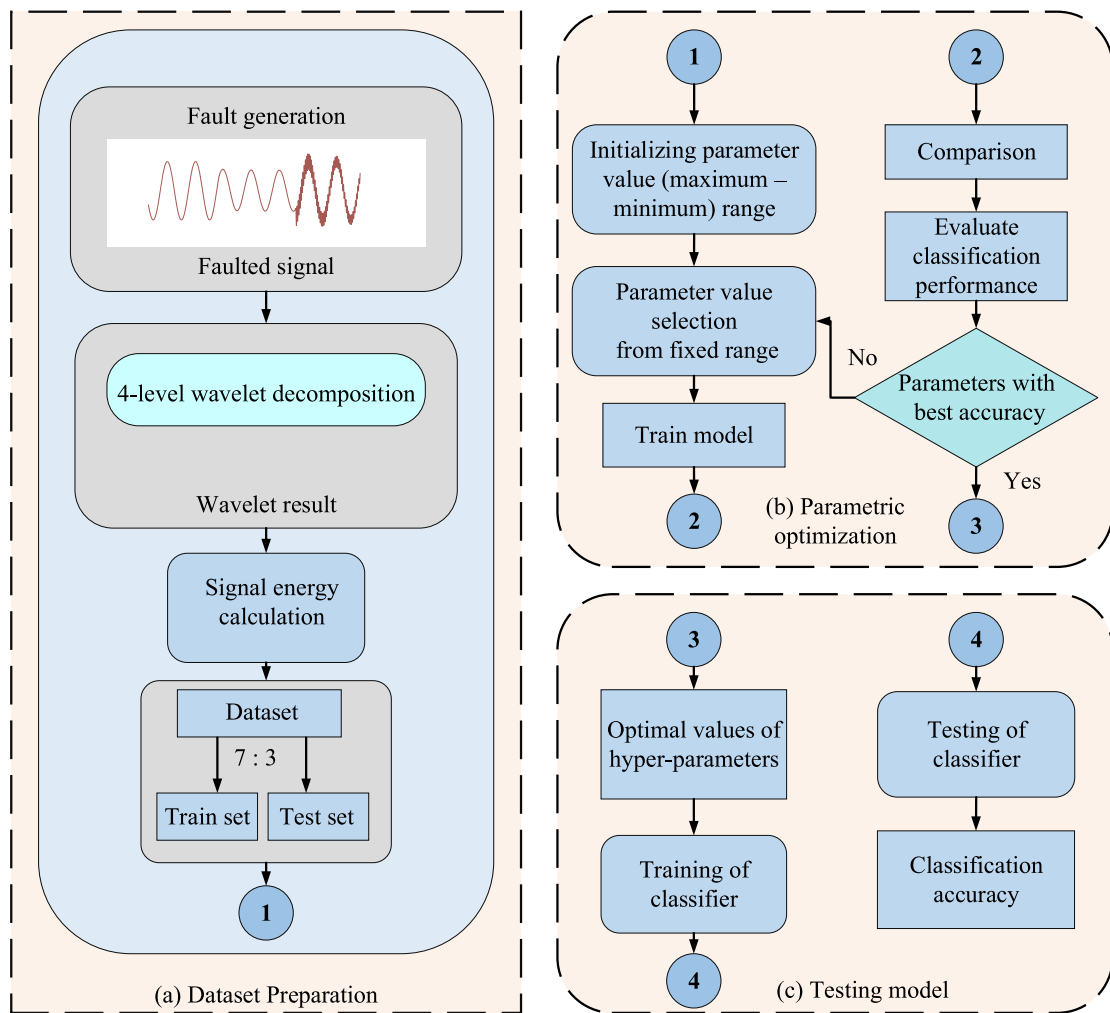 Fault generation
Faulted signal
4-level wavelet decomposition
Wavelet result
Signal energy
calculation
Dataset
7 : 3
Train set
Test set
1
(a) Dataset Preparation
1
Initializing parameter
value (maximum –
minimum) range
Parameter value
selection
from fixed range
Train model
2
2
Comparison
Evaluate
classification
performance
Parameters with
best accuracy
No
Yes
3
(b) Parametric
optimization
3
Optimal values of
hyper-parameters
Training of
classifier
4
4
Testing of
classifier
Classification
accuracy
(c) Testing model